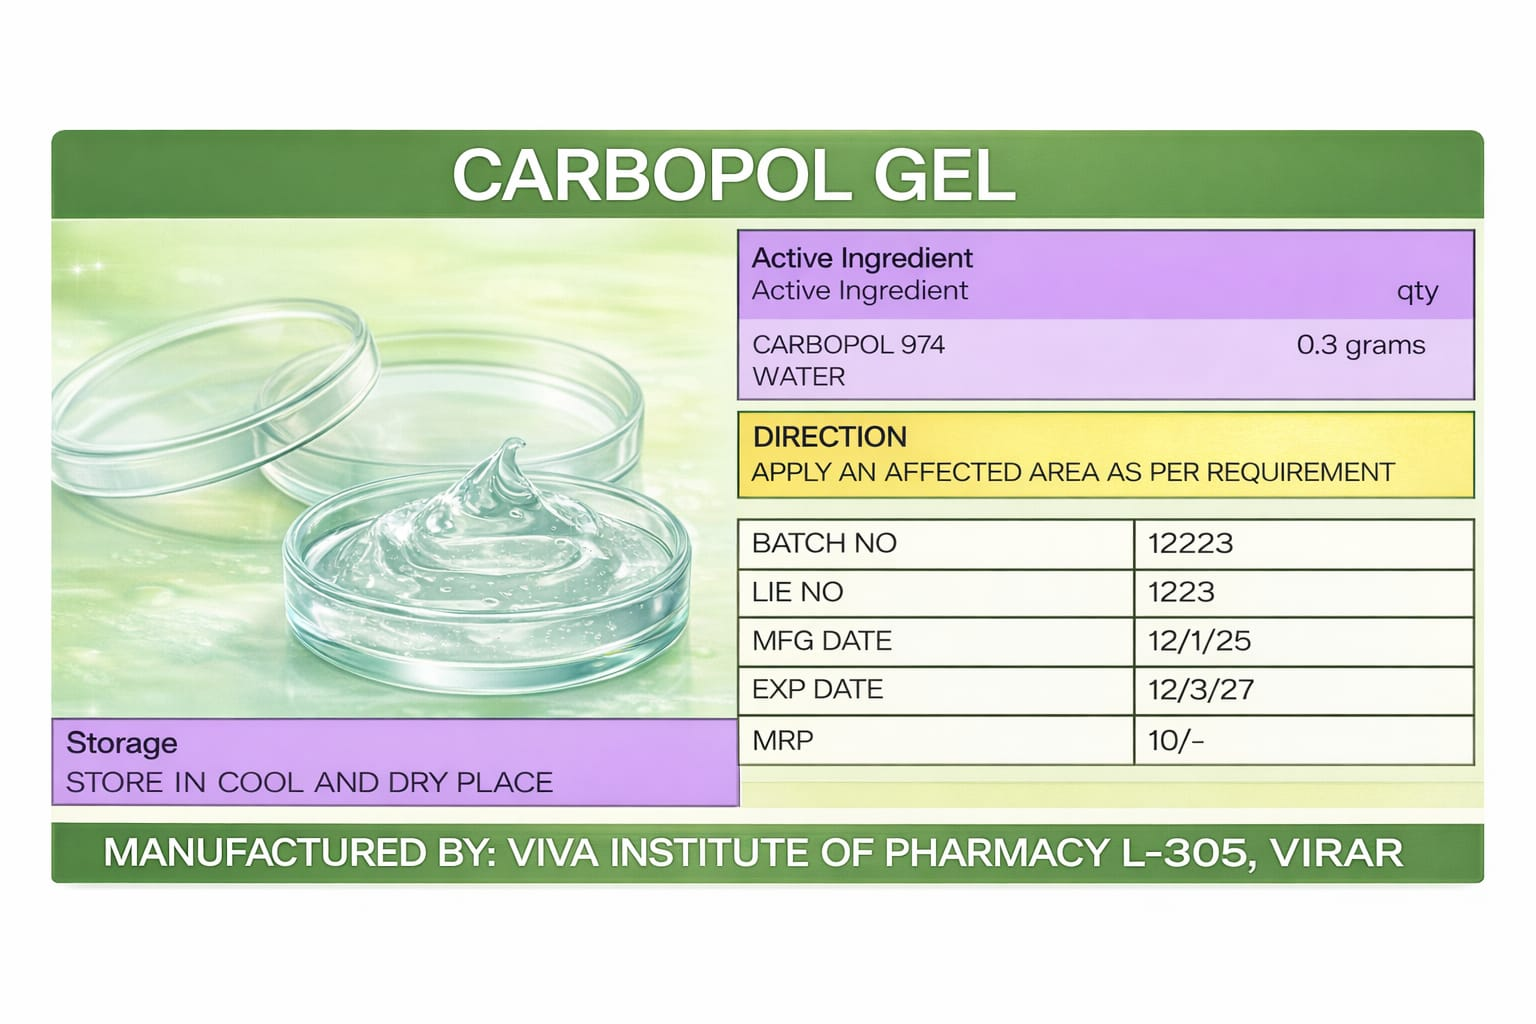 CARBOPOL GEL
Active Ingredient
Active Ingredient qty
CARBOPOL 974 0.3 grams
WATER
DIRECTION
APPLY AN AFFECTED AREA AS PER REQUIREMENT
BATCH NO 12223
LIE NO 1223
MFG DATE 12/1/25
EXP DATE 12/3/27
MRP 10/-
Storage
STORE IN COOL AND DRY PLACE
MANUFACTURED BY: VIVA INSTITUTE OF PHARMACY L-305, VIRAR